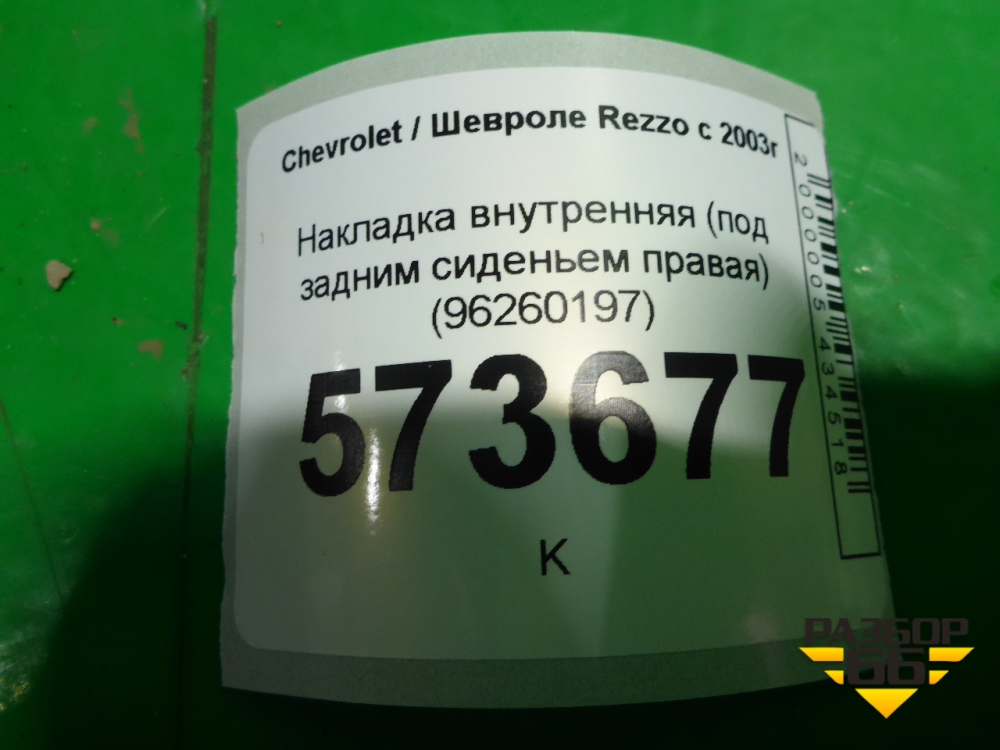 Chevrolet / Шевроле Rezzo с 2003г
Накладка внутренняя (под
задним сиденьем правая)
(96260197)
573677
К
2000005434518
РАЗБОР
66